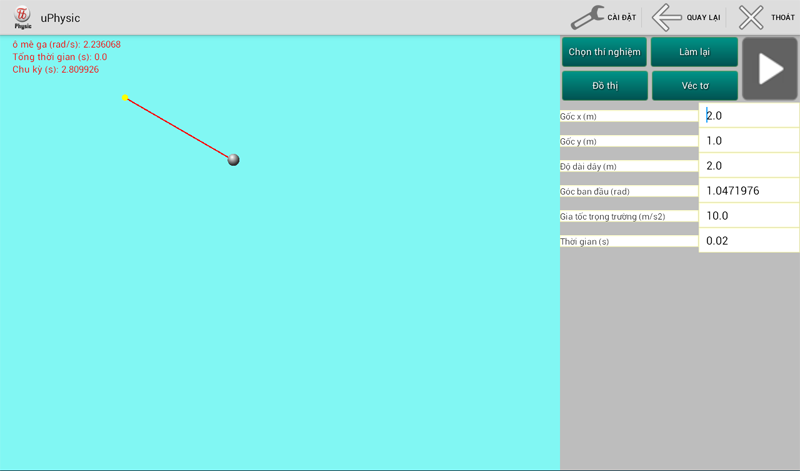 Physic
uPhysic
CÀI ĐẶT
QUAY LẠI
THOÁT
ô mê ga (rad/s): 2.236068
Tổng thời gian (s): 0.0
Chu kỳ (s): 2.809926
Chọn thí nghiệm
Làm lại
Đồ thị
Véc tơ
Gốc x (m)
2.0
Gốc y (m)
1.0
Độ dài dây (m)
2.0
Góc ban đầu (rad)
1.0471976
Gia tốc trọng trường (m/s2)
10.0
Thời gian (s)
0.02